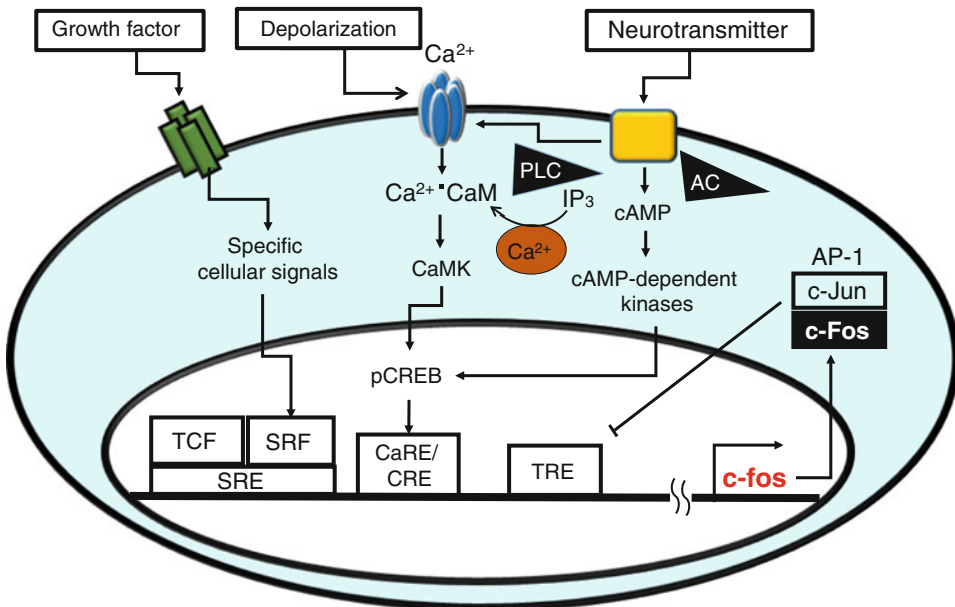 Growth factor
Depolarization
Neurotransmitter
Ca²⁺
PLC
AC
Ca²⁺·CaM
IP₃
cAMP
Ca²⁺
Specific
cellular signals
CaMK
cAMP-dependent
kinases
AP-1
c-Jun
c-Fos
pCREB
TCF
SRF
SRE
CaRE/
CRE
TRE
c-fos